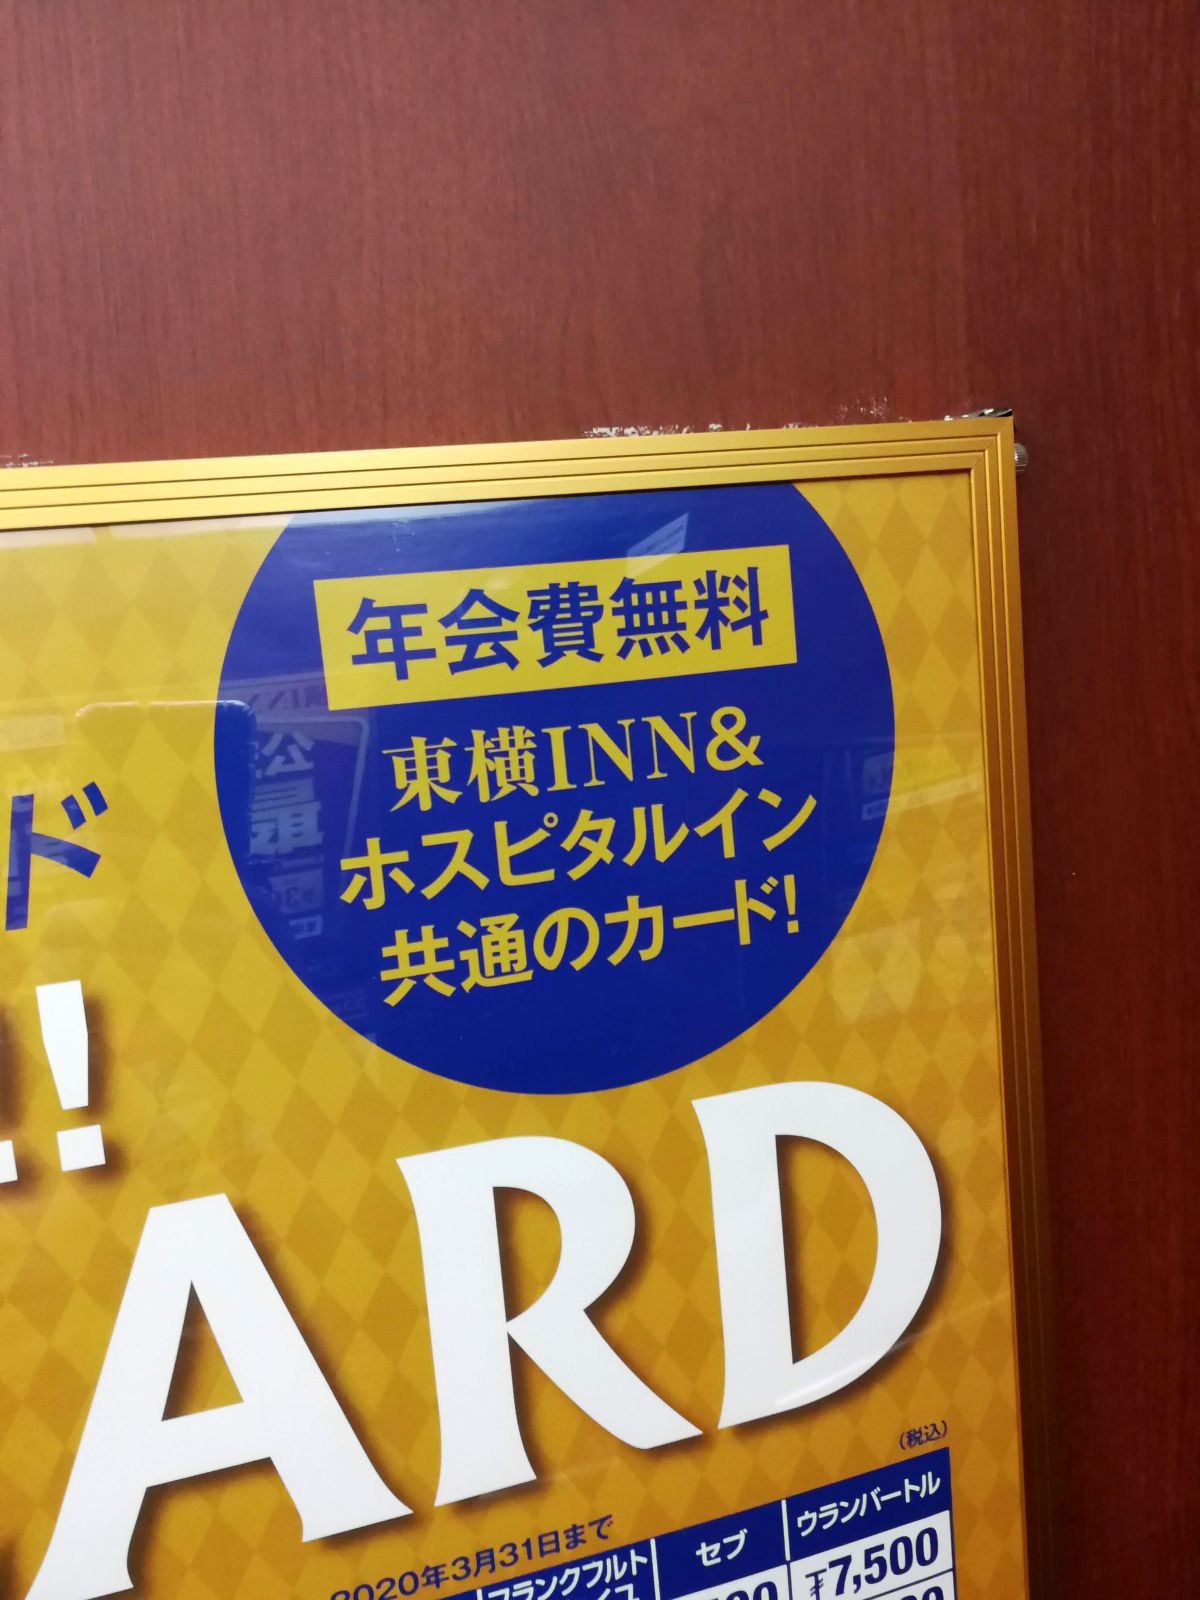 年会費無料
東横INN&
ホスピタルイン
共通のカード!
ド
!
ARD
(税込)
2020年3月31日まで
フランクフルト
セブ
ウランバートル
₮7,500